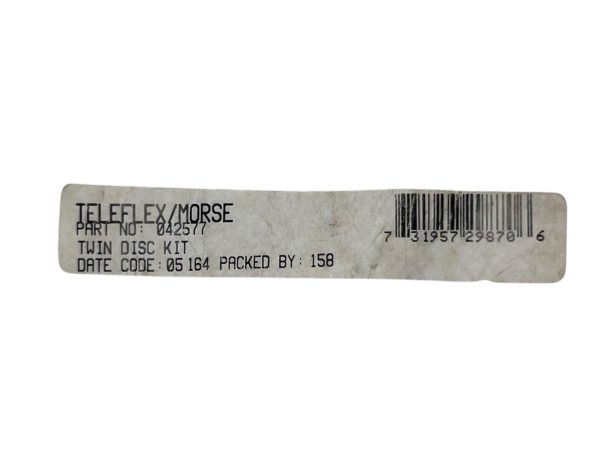 TELEFLEX/MORSE
PART NO: 042577
TWIN DISC KIT
DATE CODE: 05 164 PACKED BY: 158
7 31957 29870 6